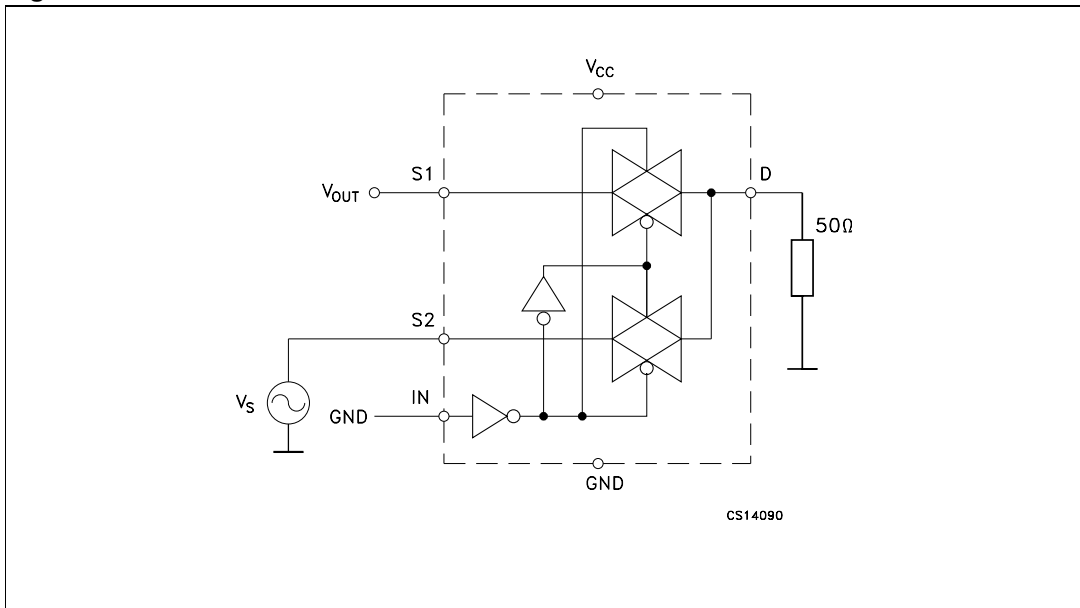 VCC
S1
D
VOUT
50Ω
S2
IN
VS
GND
GND
CS14090